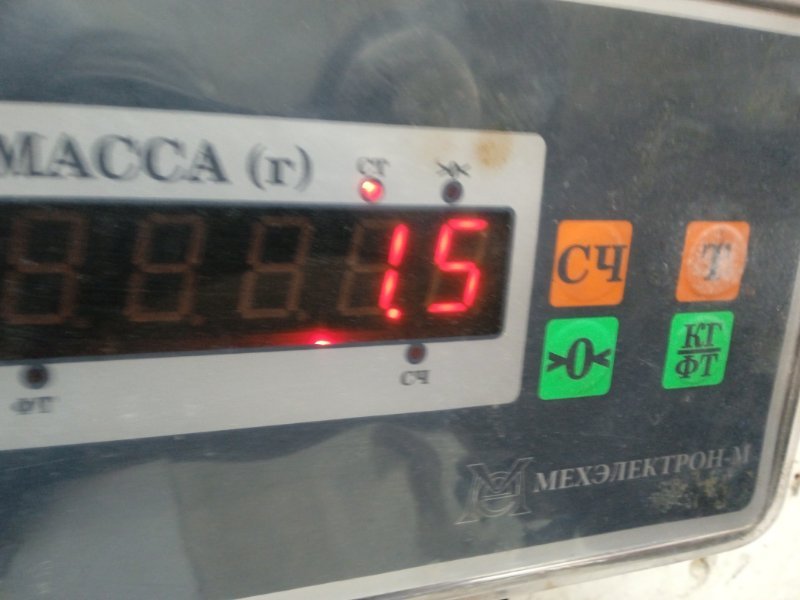 МАССА (г)
СТ >|<
1.5
СЧ Т
>0<
КГ
ФТ
ФТ СЧ
МЕХЭЛЕКТРОН-М